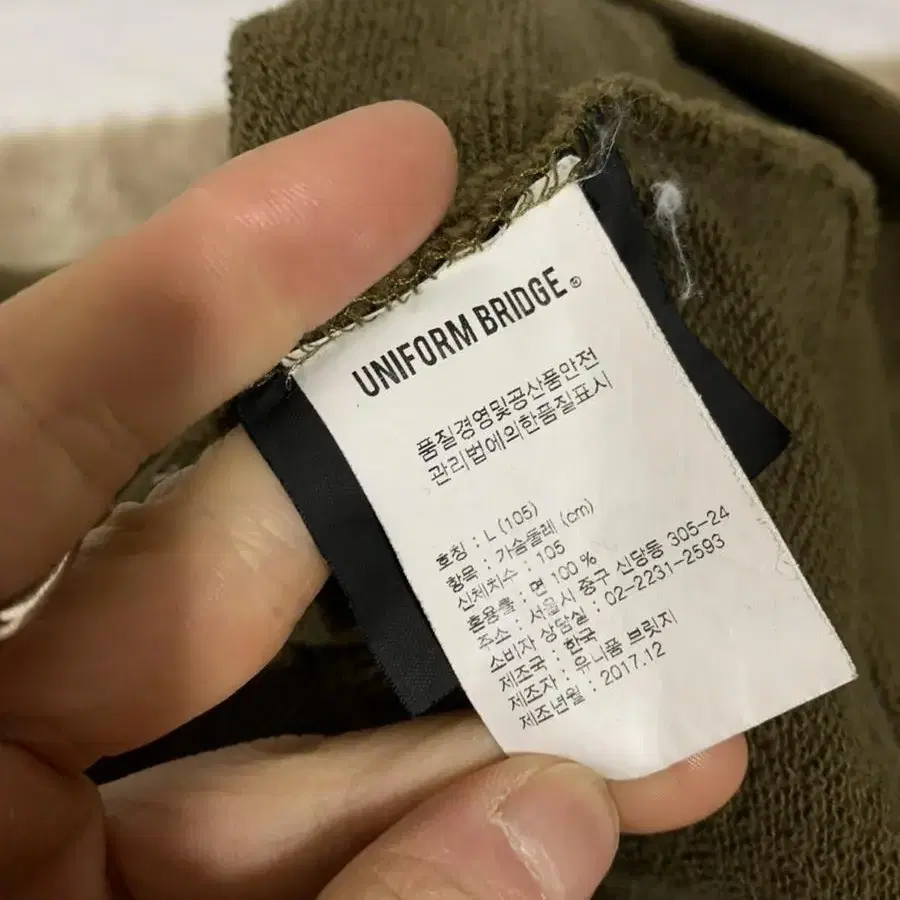 UNIFORM BRIDGE®
품질경영및공산품안전
관리법에의한품질표시
호칭 : L (105)
항목 : 가슴둘레 (cm)
신체치수 : 105
혼용률 : 면 100 %
주소 : 서울시 중구 신당동 305-24
소비자 상담실 : 02-2231-2593
제조국 : 한국
제조자 : 유니폼 브릿지
제조년월 : 2017.12